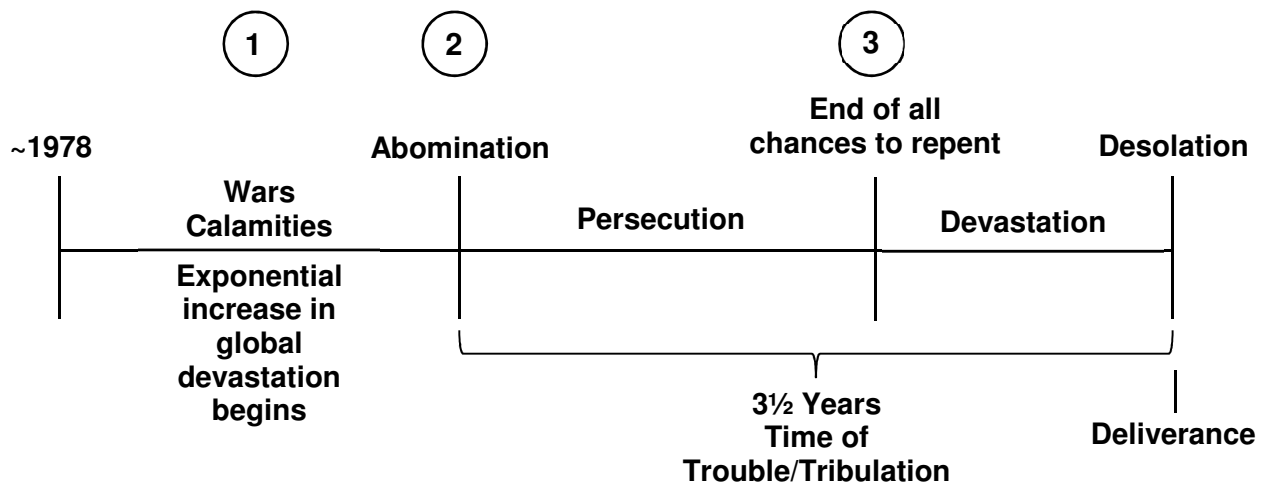 1
2
3
~1978
Abomination
End of all
chances to repent
Desolation
Wars
Calamities
Persecution
Devastation
Exponential
increase in
global
devastation
begins
3½ Years
Time of
Trouble/Tribulation
Deliverance